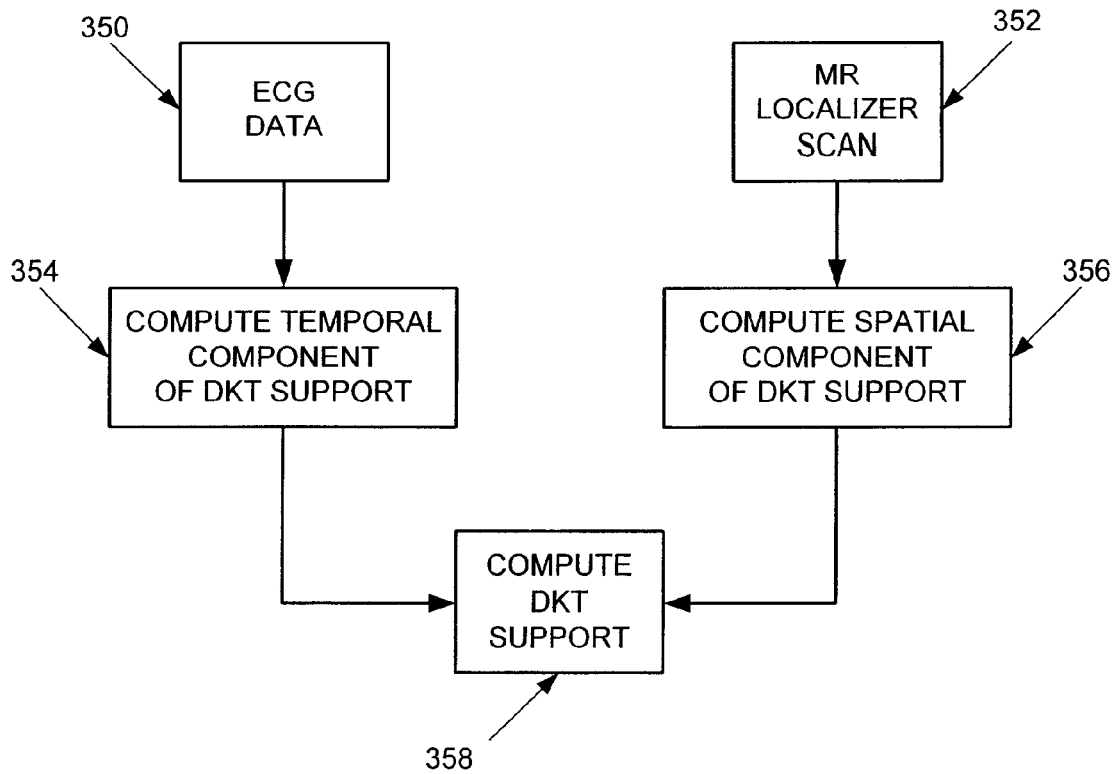 350
352
ECG
DATA
MR
LOCALIZER
SCAN
354
356
COMPUTE TEMPORAL
COMPONENT
OF DKT SUPPORT
COMPUTE SPATIAL
COMPONENT
OF DKT SUPPORT
COMPUTE
DKT
SUPPORT
358